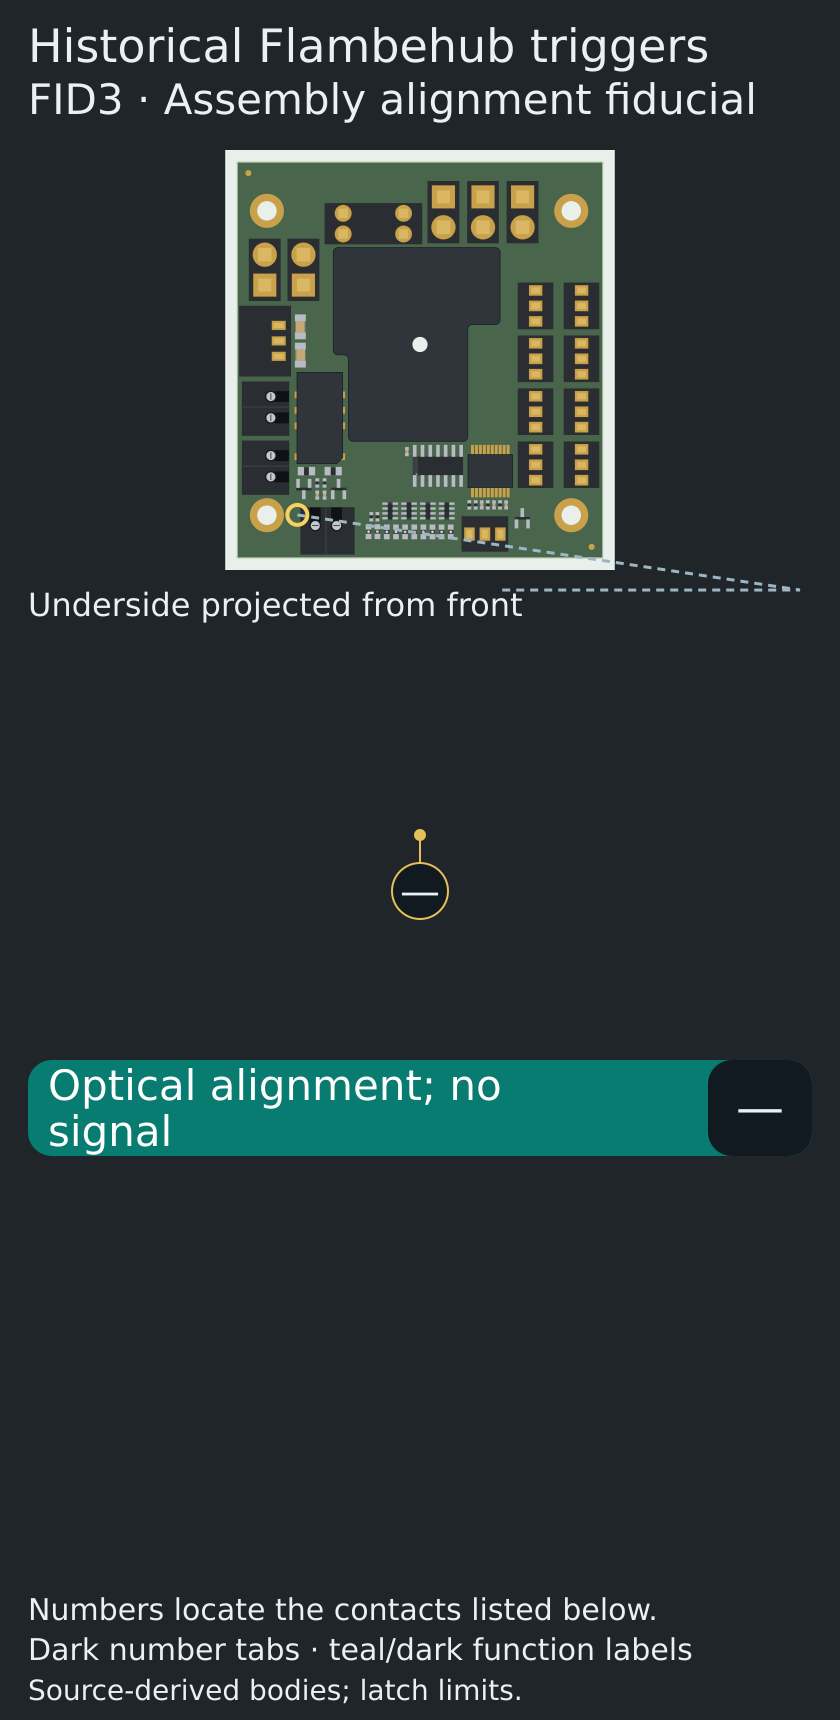 Historical Flambehub triggers
FID3 · Assembly alignment fiducial
Underside projected from front
—
Optical alignment; no
signal
—
Numbers locate the contacts listed below.
Dark number tabs · teal/dark function labels
Source-derived bodies; latch limits.